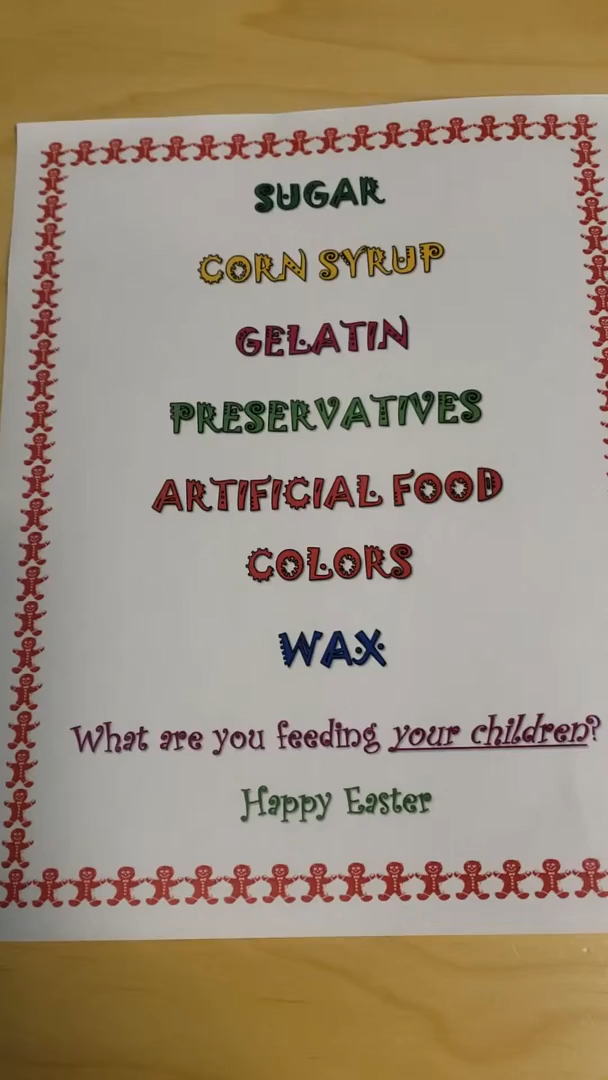 SUGAR
CORN SYRUP
GELATIN
PRESERVATIVES
ARTIFICIAL FOOD
COLORS
WAX
What are you feeding your children?
Happy Easter